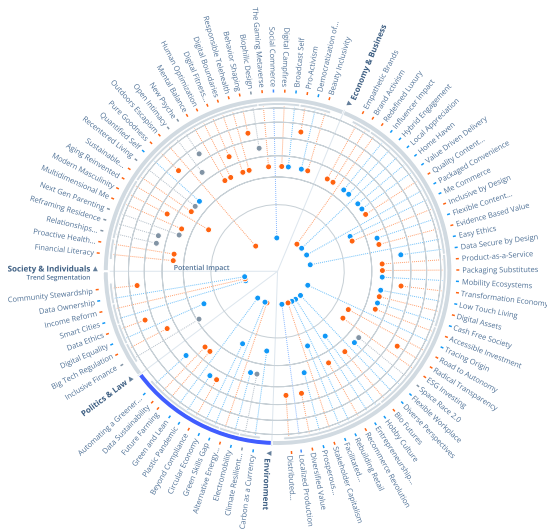 Potential Impact
Society & Individuals ▲
Trend Segmentation
Financial Literacy
Proactive Health...
Relationships...
Reframing Residence
Next Gen Parenting
Multidimensional Me
Modern Masculinity
Aging Reinvented
Sustainable...
Recentered Living
Quantified Self
Pure Goodness
Outdoors Escapism
Open Intimacy
New Psyche
Mental Balance
Human Optimization
Digital Fitness
Digital Boundaries
Responsible Telehealth
Behavior Shaping
Biophilic Design
The Gaming Metaverse
Social Commerce
Digital Campfires
Broadcast Self
Pro-Activism
Democratization of...
Beauty Inclusivity
▼ Economy & Business
Empathetic Brands
Brand Activism
Redefined Luxury
Influencer Impact
Hybrid Engagement
Local Appreciation
Home Haven
Value Driven Delivery
Quality Content...
Packaged Convenience
Me Commerce
Inclusive by Design
Flexible Content...
Evidence Based Value
Easy Ethics
Data Secure by Design
Product-as-a-Service
Packaging Substitutes
Mobility Ecosystems
Transformation Economy
Low Touch Living
Digital Assets
Cash Free Society
Accessible Investment
Tracing Origin
Road to Autonomy
Radical Transparency
ESG Investing
Space Race 2.0
Flexible Workplace
Diverse Perspectives
Bio Futures
Hobby Culture
Entrepreneurship...
Recommerce Revolution
Rebuilding Retail
Facilitated...
Stakeholder Capitalism
Prosperous...
Diversified Value
Localized Production
Distributed...
▼ Environment
Carbon as a Currency
Climate Resilient...
Electromobility
Alternative Energy...
Green Skills Gap
Circular Economy
Beyond Compliance
Plastic Pandemic
Green and Lean
Future Farming
Data Sustainability
Automating a Greener...
Politics & Law ▲
Inclusive Finance
Big Tech Regulation
Digital Equality
Data Ethics
Smart Cities
Income Reform
Data Ownership
Community Stewardship